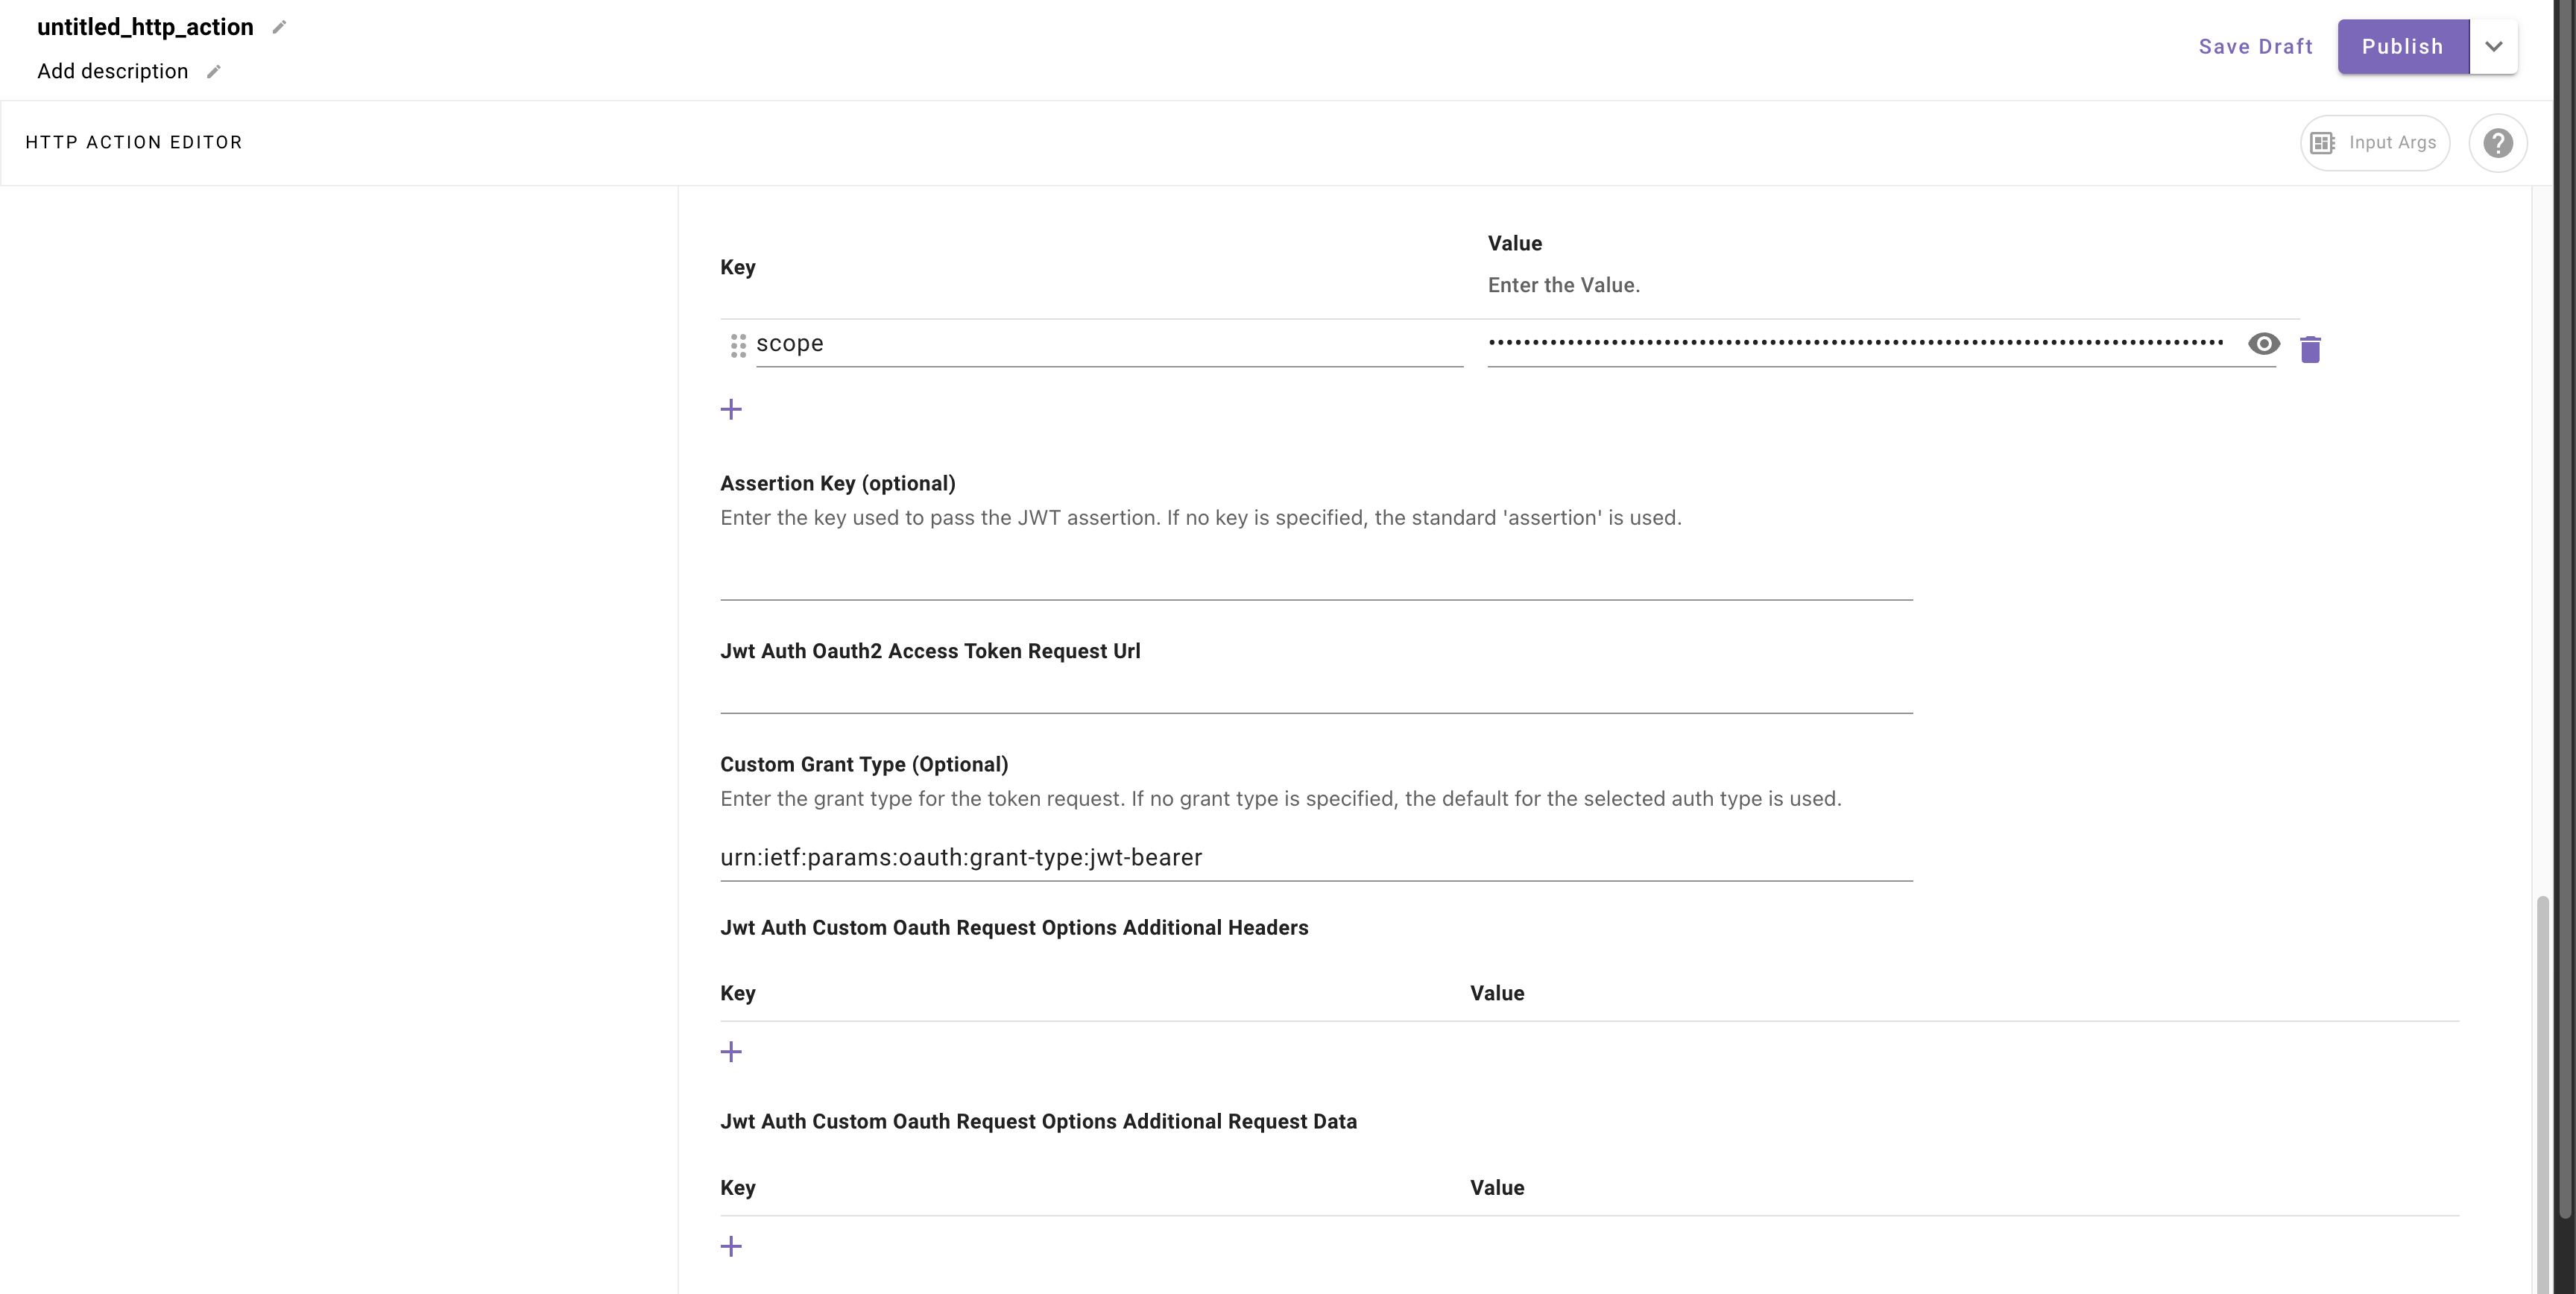 untitled_http_action
Add description
Save Draft
Publish
HTTP ACTION EDITOR
Input Args
Key
Value
Enter the Value.
scope
••••••••••••••••••••••••••••••••••••••••••••••••••••••••••••••••••••••••••••••••••••
Assertion Key (optional)
Enter the key used to pass the JWT assertion. If no key is specified, the standard 'assertion' is used.
Jwt Auth Oauth2 Access Token Request Url
Custom Grant Type (Optional)
Enter the grant type for the token request. If no grant type is specified, the default for the selected auth type is used.
urn:ietf:params:oauth:grant-type:jwt-bearer
Jwt Auth Custom Oauth Request Options Additional Headers
Key Value
Jwt Auth Custom Oauth Request Options Additional Request Data
Key Value